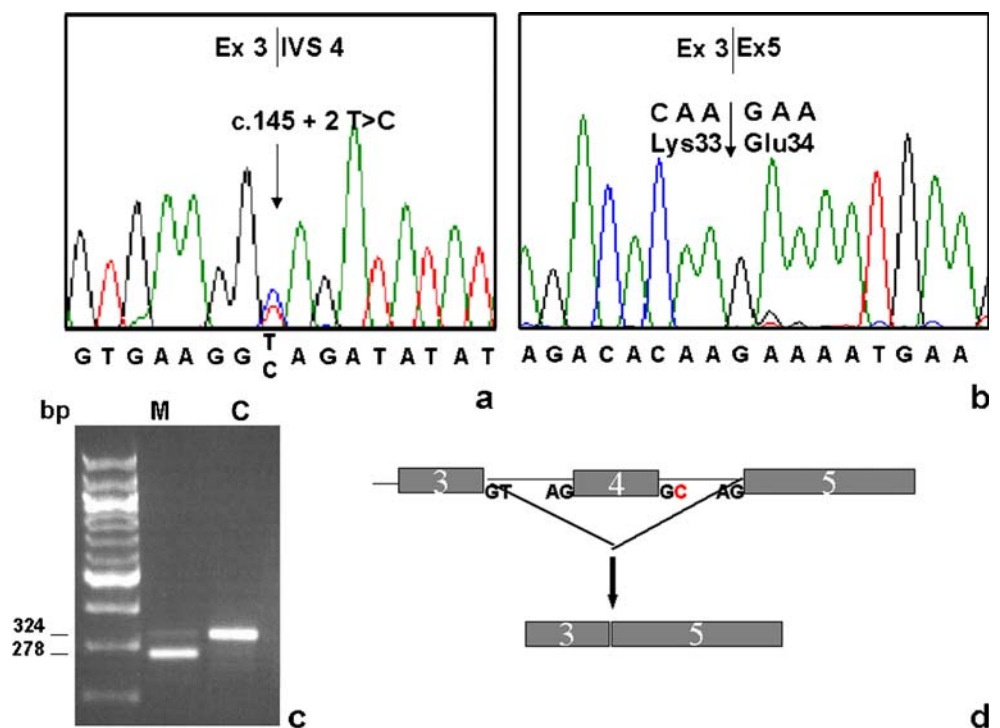 Ex 3 | IVS 4
c.145 + 2 T>C
G T G A A G G T A G A T A T A T
C
a
Ex 3 | Ex5
C A A G A A
Lys33 Glu34
A G A C A C A A G A A A A T G A A
b
bp M C
324
278
c
3 GT AG 4 GC AG 5
3 5
d